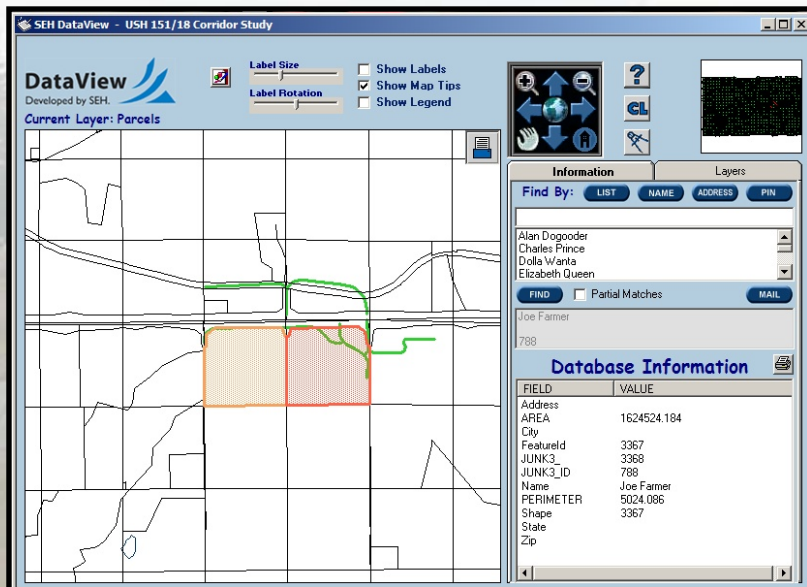 SEH DataView - USH 151/18 Corridor Study
DataView
Developed by SEH.
Current Layer: Parcels
Label Size
Label Rotation
Show Labels
Show Map Tips
Show Legend
?
CL
Information
Layers
Find By: LIST NAME ADDRESS PIN
Alan Dogooder
Charles Prince
Dolla Wanta
Elizabeth Queen
FIND Partial Matches MAIL
Joe Farmer
788
Database Information
FIELD VALUE
Address
AREA 1624524.184
City
FeatureId 3367
JUNK3_ 3368
JUNK3_ID 788
Name Joe Farmer
PERIMETER 5024.086
Shape 3367
State
Zip